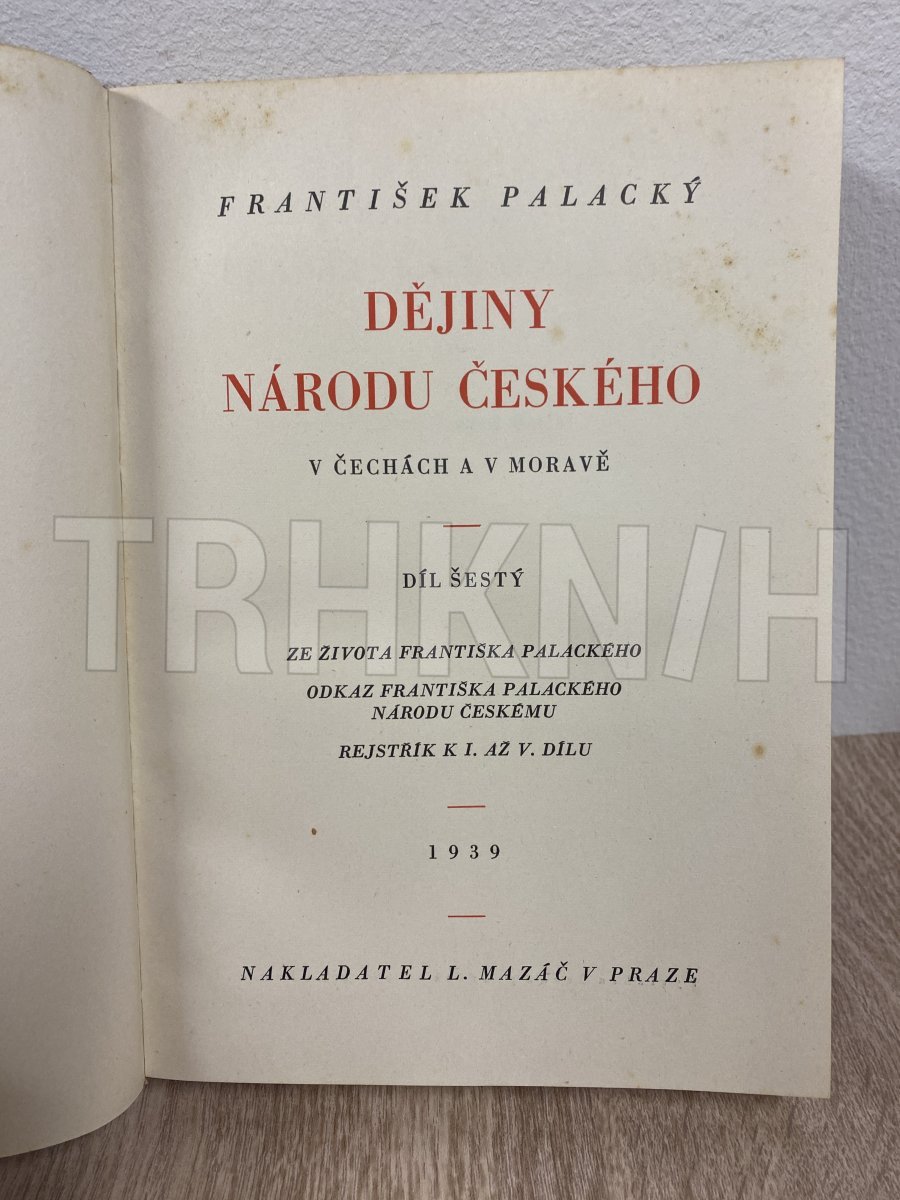 FRANTIŠEK PALACKÝ
DĚJINY
NÁRODU ČESKÉHO
V ČECHÁCH A V MORAVĚ
TRHKN/H
DÍL ŠESTÝ
ZE ŽIVOTA FRANTIŠKA PALACKÉHO
ODKAZ FRANTIŠKA PALACKÉHO
NÁRODU ČESKÉMU
REJSTŘÍK K I. AŽ V. DÍLU
1939
NAKLADATEL L. MAZÁČ V PRAZE